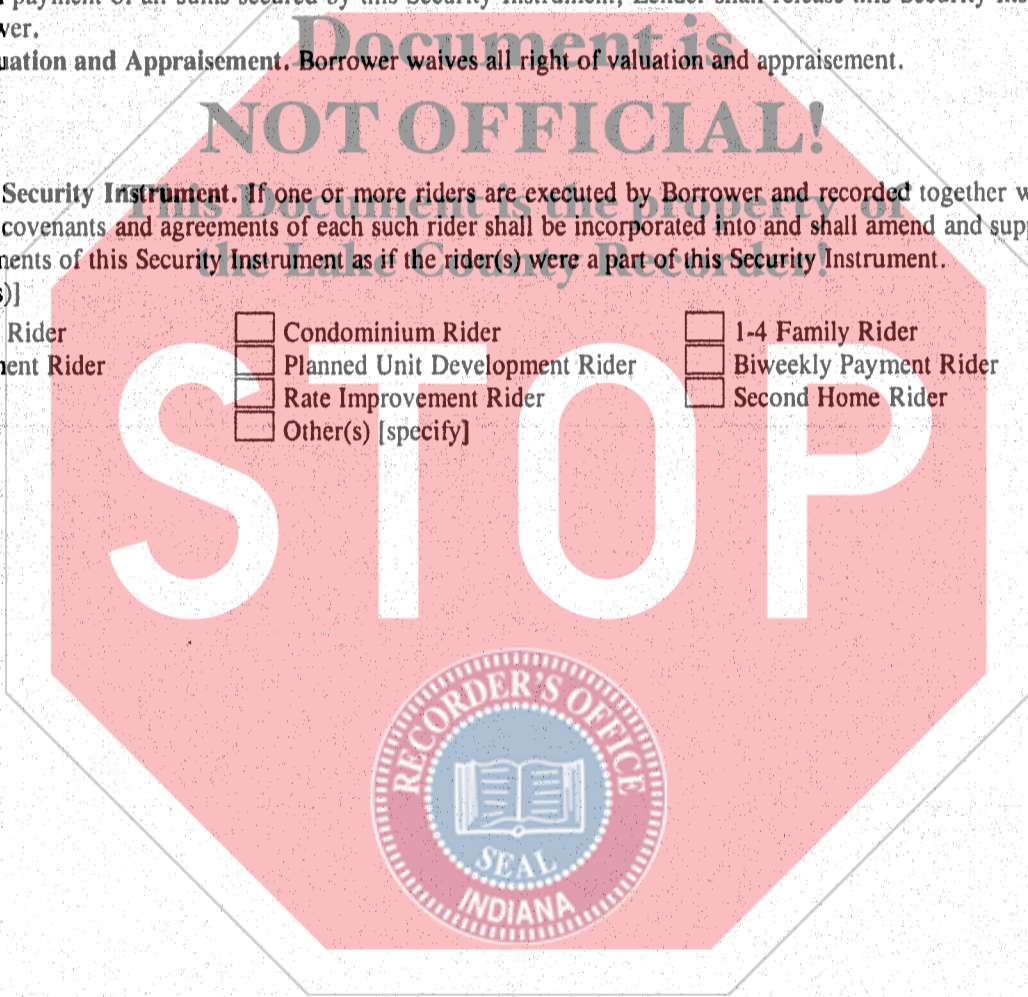 payment of all sums secured by this Security Instrument, Lender shall release this Security
ver.
uation and Appraisement. Borrower waives all right of valuation and appraisement.
Document is
NOT OFFICIAL!
This Document is the property of
the Lake County Recorder!
Security Instrument. If one or more riders are executed by Borrower and recorded together w
covenants and agreements of each such rider shall be incorporated into and shall amend and supp
nents of this Security Instrument as if the rider(s) were a part of this Security Instrument.
s)]
Rider
Condominium Rider
1-4 Family Rider
ent Rider
Planned Unit Development Rider
Biweekly Payment Rider
Rate Improvement Rider
Second Home Rider
Other(s) [specify]
STOP
RECORDER'S OFFICE
SEAL
INDIANA